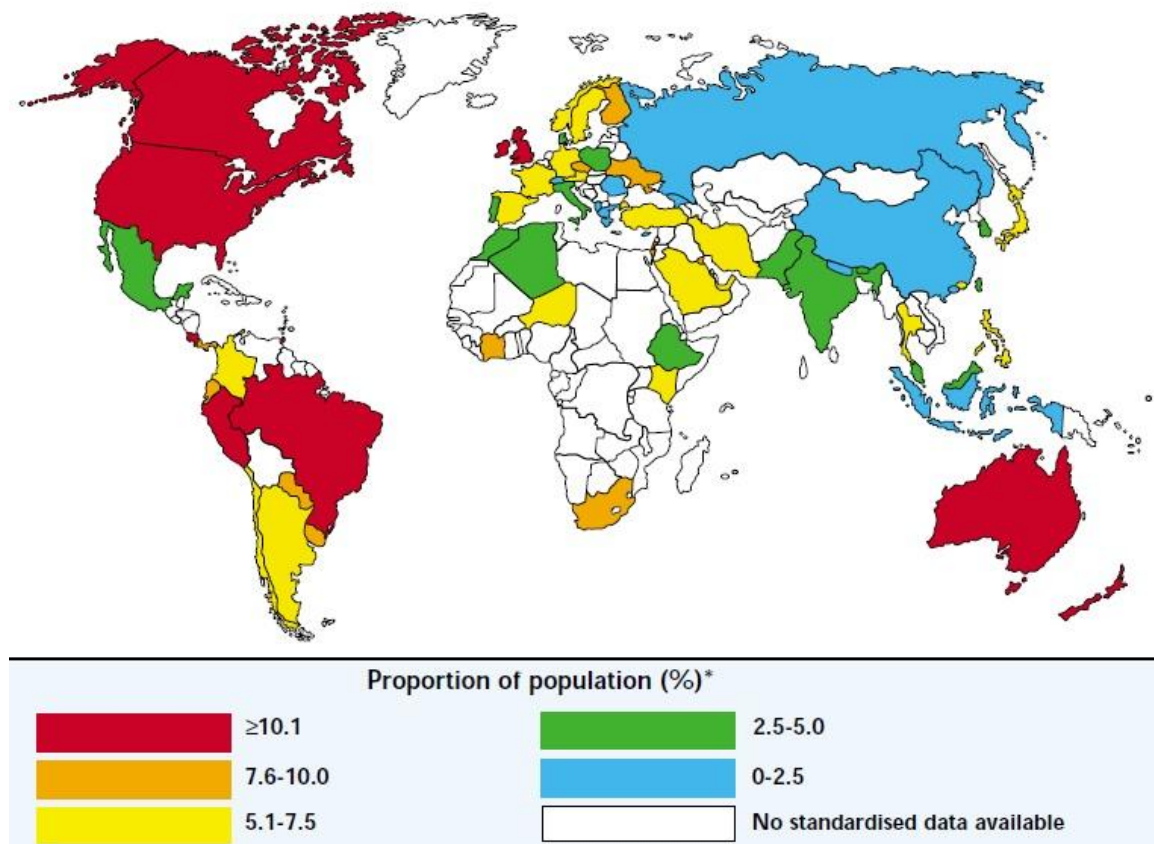 Proportion of population (%)*
≥10.1
7.6-10.0
5.1-7.5
2.5-5.0
0-2.5
No standardised data available